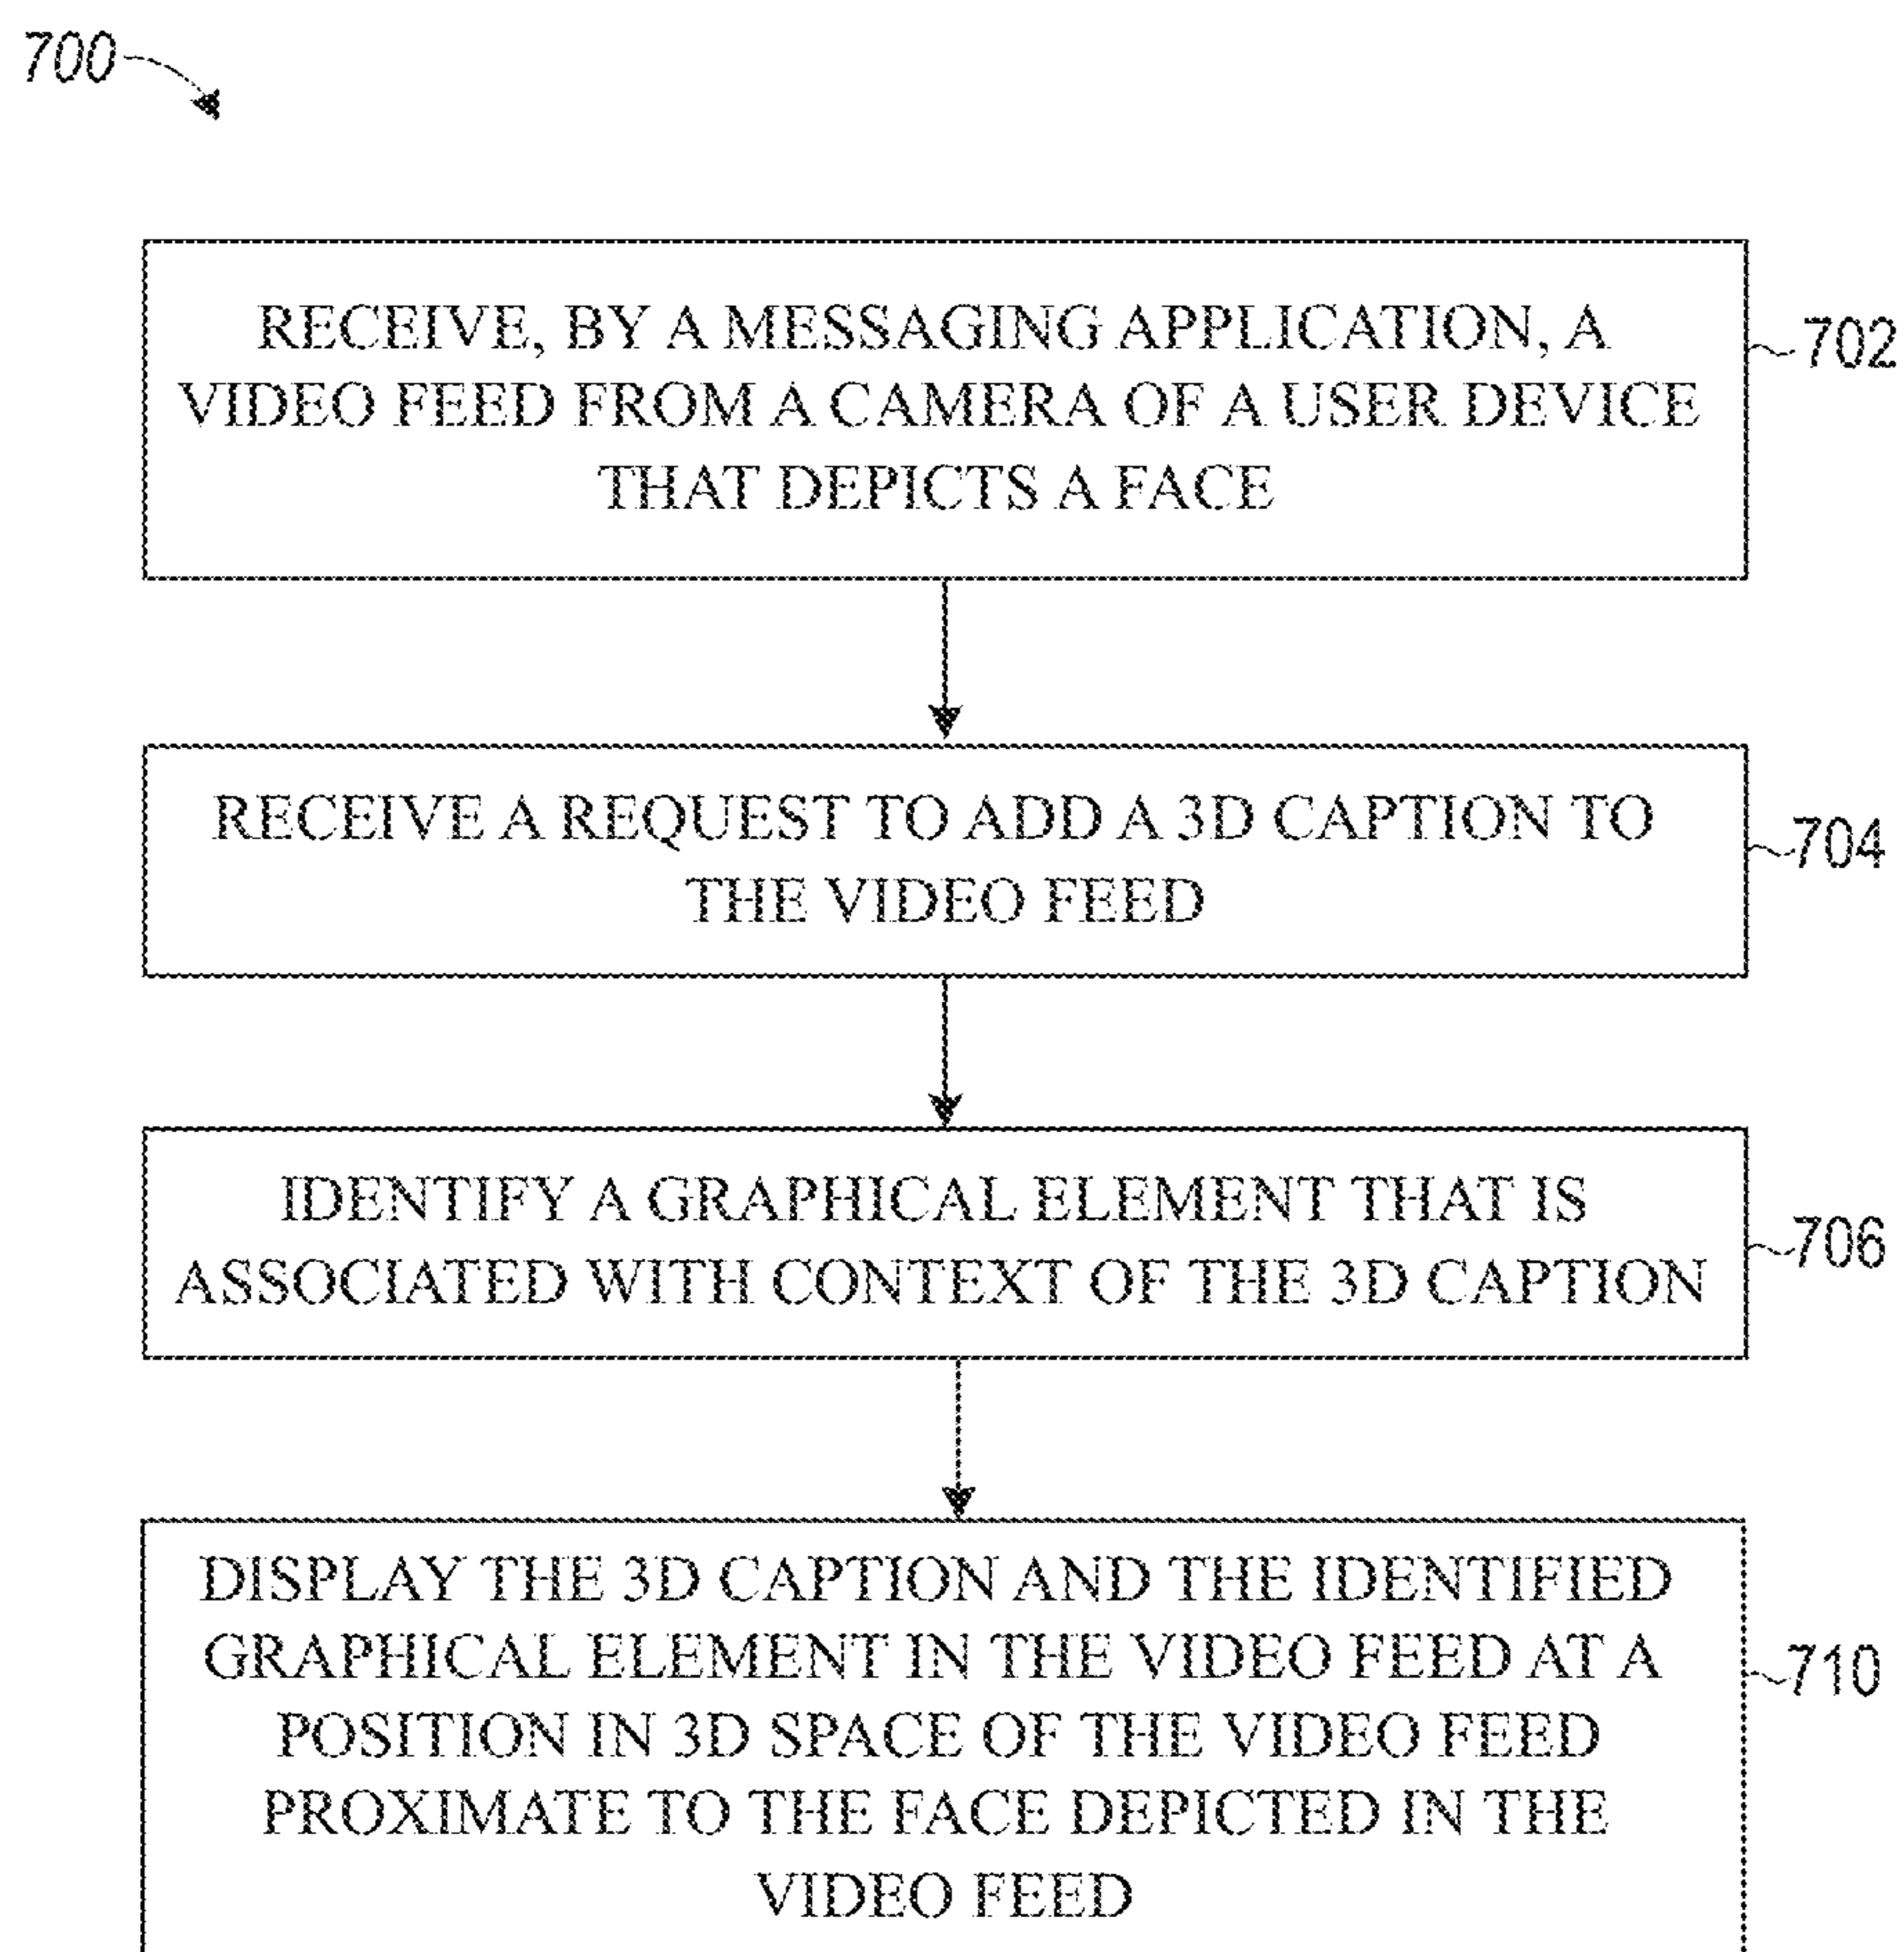 700
RECEIVE, BY A MESSAGING APPLICATION, A
VIDEO FEED FROM A CAMERA OF A USER DEVICE
THAT DEPICTS A FACE
702
RECEIVE A REQUEST TO ADD A 3D CAPTION TO
THE VIDEO FEED
704
IDENTIFY A GRAPHICAL ELEMENT THAT IS
ASSOCIATED WITH CONTEXT OF THE 3D CAPTION
706
DISPLAY THE 3D CAPTION AND THE IDENTIFIED
GRAPHICAL ELEMENT IN THE VIDEO FEED AT A
POSITION IN 3D SPACE OF THE VIDEO FEED
PROXIMATE TO THE FACE DEPICTED IN THE
VIDEO FEED
710